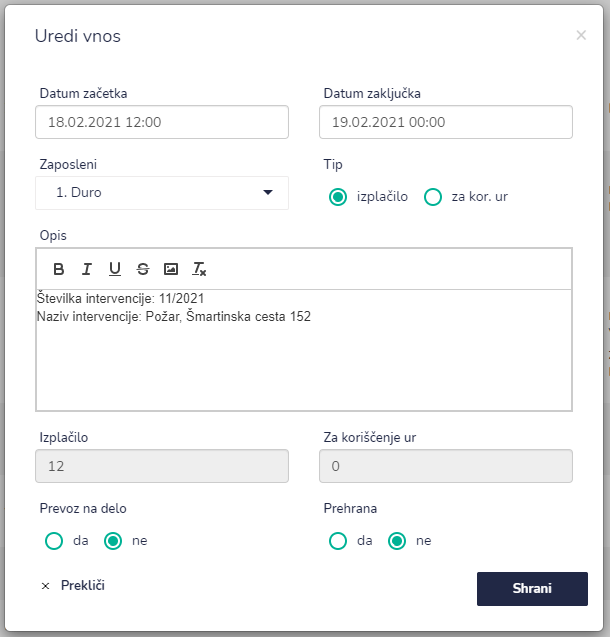 Uredi vnos ×
Datum začetka Datum zaključka
18.02.2021 12:00 19.02.2021 00:00
Zaposleni Tip
1. Duro izplačilo za kor. ur
Opis
B I U S Tx
Številka intervencije: 11/2021
Naziv intervencije: Požar, Šmartinska cesta 152
Izplačilo Za koriščenje ur
12 0
Prevoz na delo Prehrana
da ne da ne
× Prekliči Shrani